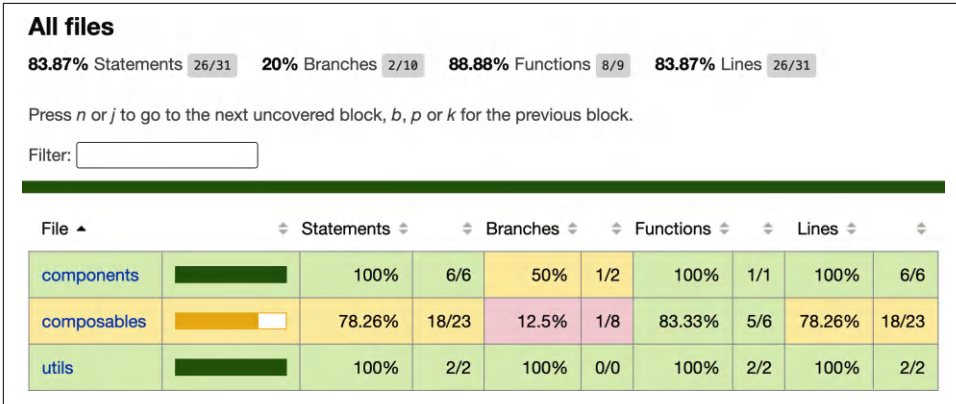 All files
83.87% Statements 26/31 20% Branches 2/10 88.88% Functions 8/9 83.87% Lines 26/31
Press n or j to go to the next uncovered block, b, p or k for the previous block.
Filter:
File Statements Branches Functions Lines
components 100% 6/6 50% 1/2 100% 1/1 100% 6/6
composables 78.26% 18/23 12.5% 1/8 83.33% 5/6 78.26% 18/23
utils 100% 2/2 100% 0/0 100% 2/2 100% 2/2